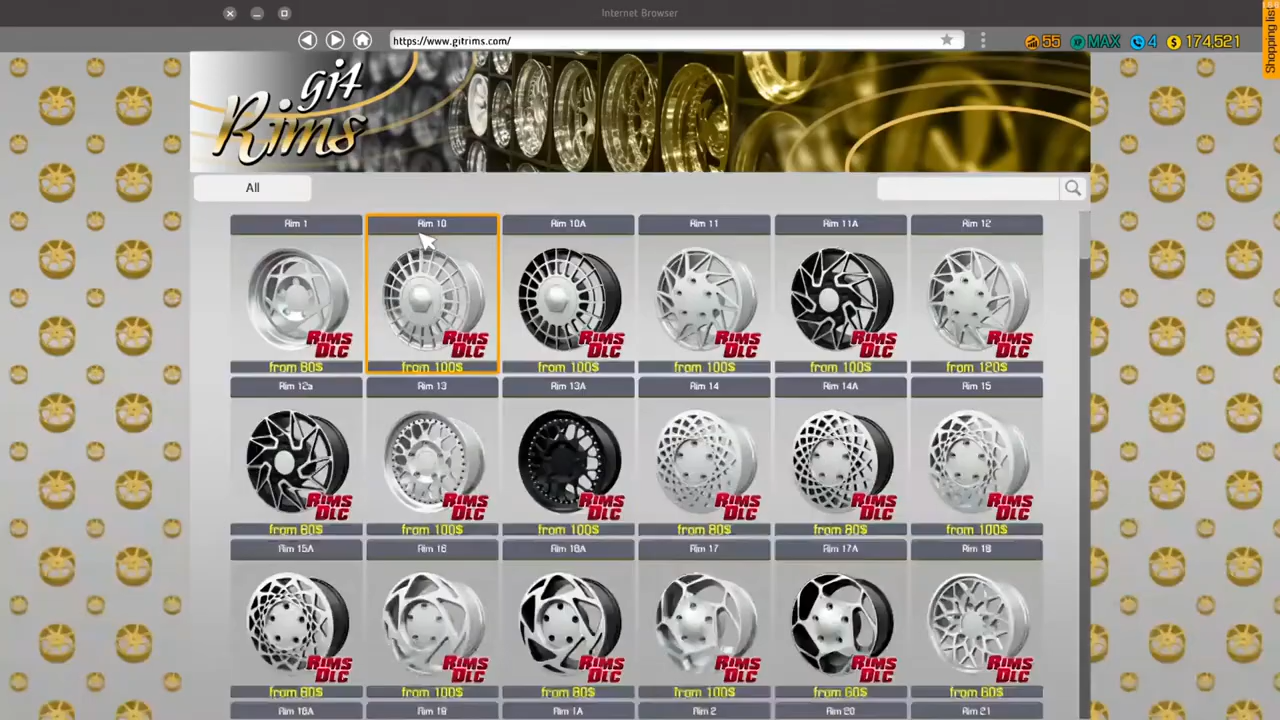 Internet Browser
https://www.gitrims.com/
55 MAX 4 174,521
Shopping list
git
Rims
All
Rim 1 Rim 10 Rim 10A Rim 11 Rim 11A Rim 12
RIMS DLC RIMS DLC RIMS DLC RIMS DLC RIMS DLC RIMS DLC
from 80$ from 100$ from 100$ from 100$ from 100$ from 120$
Rim 12a Rim 13 Rim 13A Rim 14 Rim 14A Rim 15
RIMS DLC RIMS DLC RIMS DLC RIMS DLC RIMS DLC RIMS DLC
from 80$ from 100$ from 100$ from 80$ from 80$ from 100$
Rim 15A Rim 16 Rim 16A Rim 17 Rim 17A Rim 18
RIMS DLC RIMS DLC RIMS DLC RIMS DLC RIMS DLC RIMS DLC
from 80$ from 100$ from 80$ from 100$ from 60$ from 60$
Rim 18A Rim 19 Rim 1A Rim 2 Rim 20 Rim 21